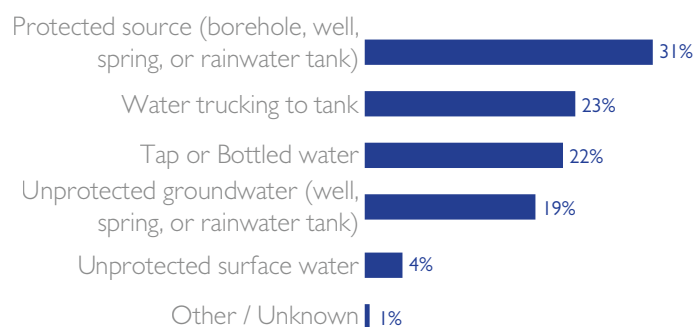 Protected source (borehole, well,
spring, or rainwater tank)
31%
Water trucking to tank
23%
Tap or Bottled water
22%
Unprotected groundwater (well,
spring, or rainwater tank)
19%
Unprotected surface water
4%
Other / Unknown
1%